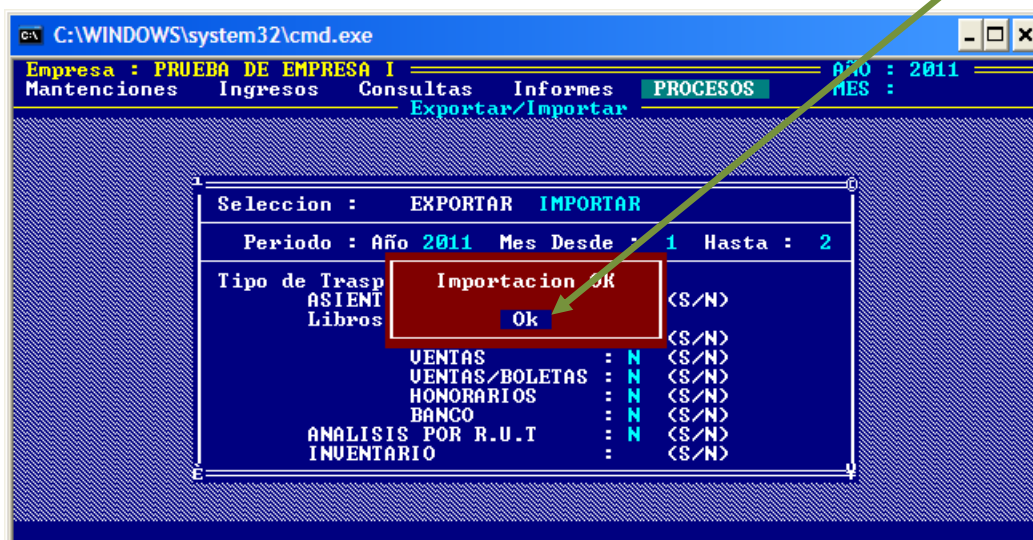 C:\WINDOWS\system32\cmd.exe
Empresa : PRUEBA DE EMPRESA I AÑO : 2011
Mantenciones Ingresos Consultas Informes PROCESOS MES :
Exportar/Importar
Seleccion : EXPORTAR IMPORTAR
Periodo : Año 2011 Mes Desde : 1 Hasta : 2
Tipo de Trasp
Importacion OK
ASIENT (S/N)
Libros
Ok
(S/N)
VENTAS : N (S/N)
VENTAS/BOLETAS : N (S/N)
HONORARIOS : N (S/N)
BANCO : N (S/N)
ANALISIS POR R.U.T : N (S/N)
INVENTARIO : (S/N)